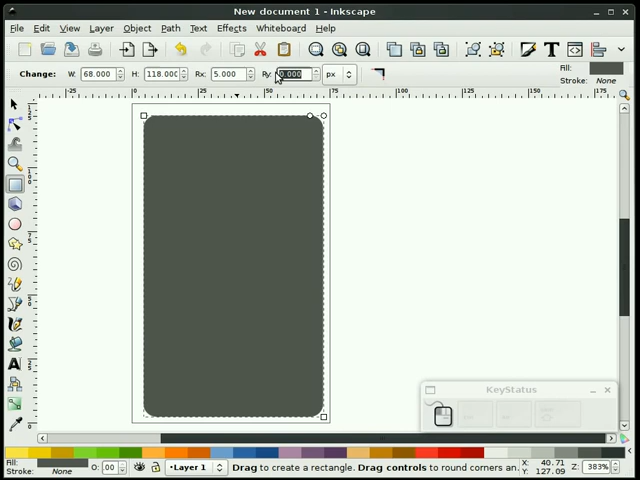 New document 1 - Inkscape
File Edit View Layer Object Path Text Effects Whiteboard Help
Change: W: 68.000 H: 118.000 Rx: 5.000 Ry: 0.000 px Fill: Stroke: None
-25 0 25 50 75 100 125 150 175
KeyStatus
Fill: Stroke: None O: 00 •Layer 1 Drag to create a rectangle. Drag controls to round corners an X: 40.71 Y: 127.09 Z: 383%